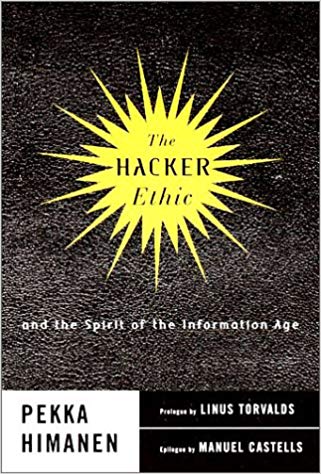 The
HACKER
Ethic
and the Spirit of the Information Age
PEKKA
HIMANEN
Prologue by LINUS TORVALDS
Epilogue by MANUEL CASTELLS